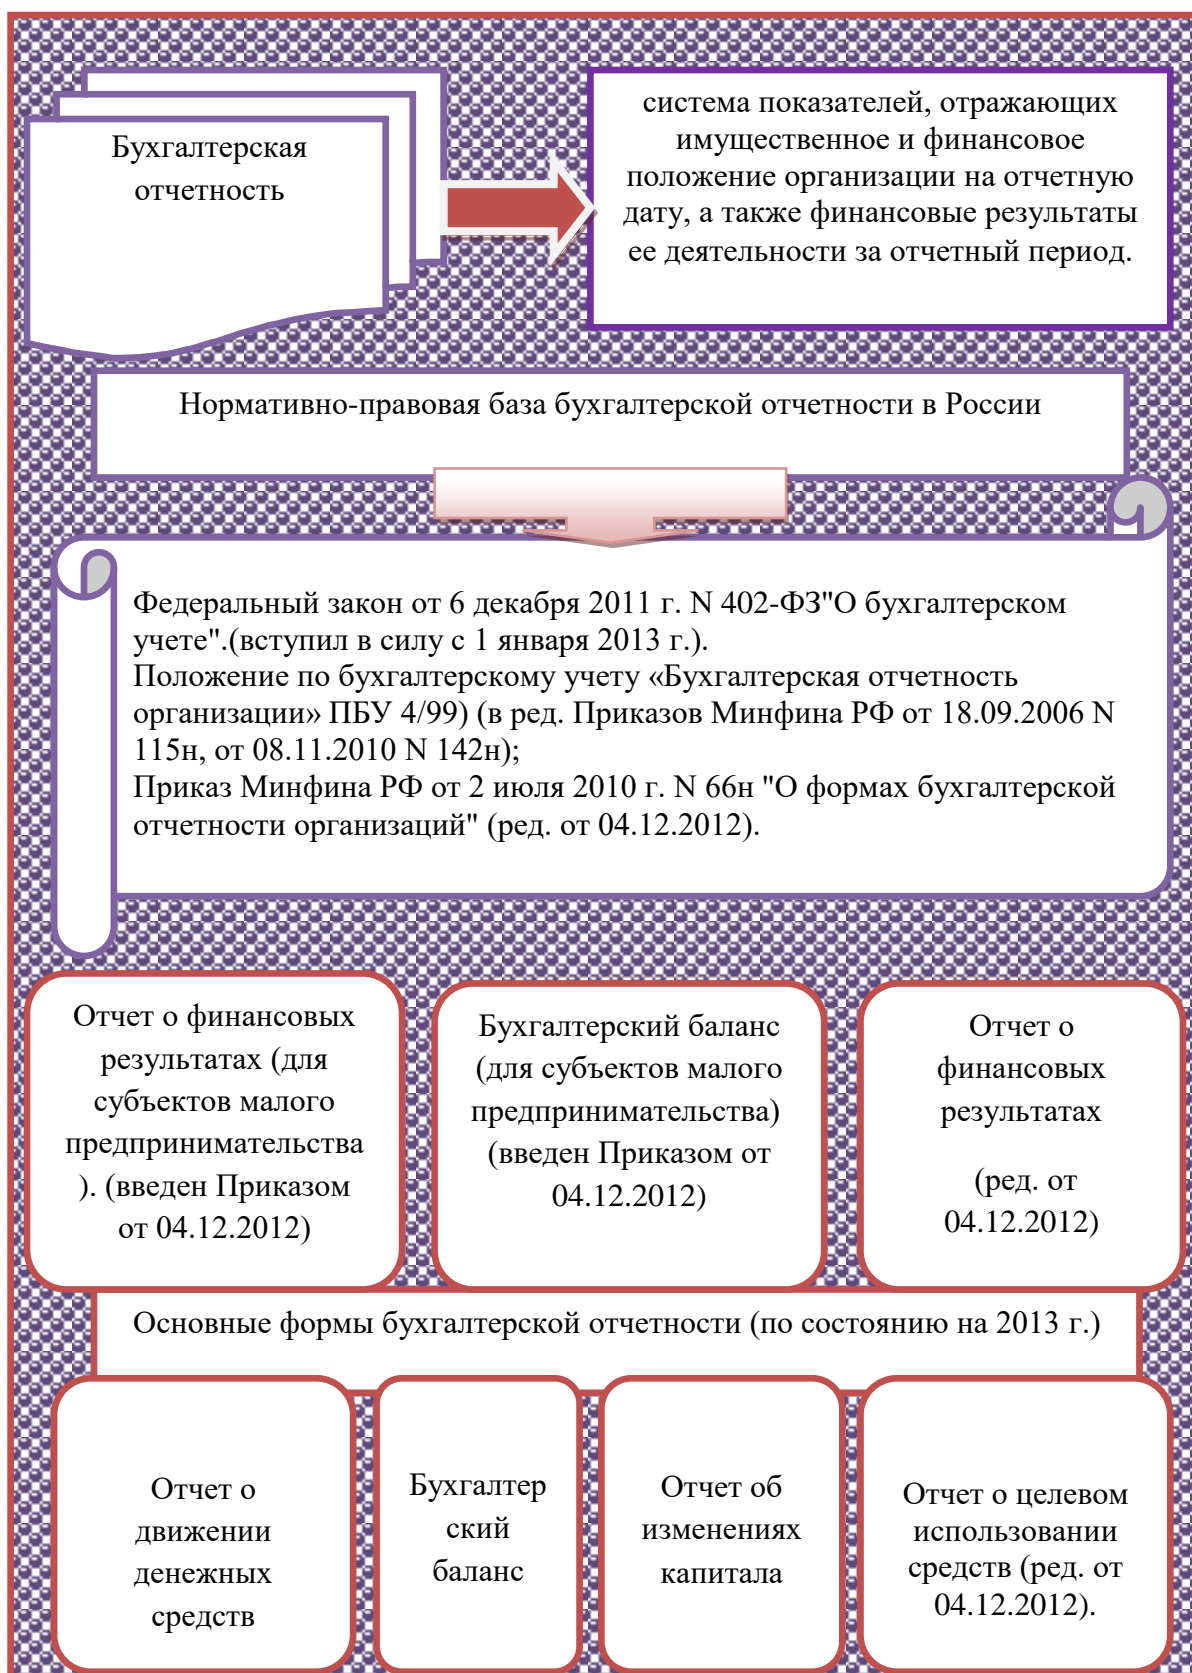 Бухгалтерская
отчетность
система показателей, отражающих
имущественное и финансовое
положение организации на отчетную
дату, а также финансовые результаты
ее деятельности за отчетный период.
Нормативно-правовая база бухгалтерской отчетности в России
Федеральный закон от 6 декабря 2011 г. N 402-ФЗ"О бухгалтерском
учете".(вступил в силу с 1 января 2013 г.).
Положение по бухгалтерскому учету «Бухгалтерская отчетность
организации» ПБУ 4/99) (в ред. Приказов Минфина РФ от 18.09.2006 N
115н, от 08.11.2010 N 142н);
Приказ Минфина РФ от 2 июля 2010 г. N 66н "О формах бухгалтерской
отчетности организаций" (ред. от 04.12.2012).
Отчет о финансовых
результатах (для
субъектов малого
предпринимательства
). (введен Приказом
от 04.12.2012)
Бухгалтерский баланс
(для субъектов малого
предпринимательства)
(введен Приказом от
04.12.2012)
Отчет о
финансовых
результатах
(ред. от
04.12.2012)
Основные формы бухгалтерской отчетности (по состоянию на 2013 г.)
Отчет о
движении
денежных
средств
Бухгалтер
ский
баланс
Отчет об
изменениях
капитала
Отчет о целевом
использовании
средств (ред. от
04.12.2012).